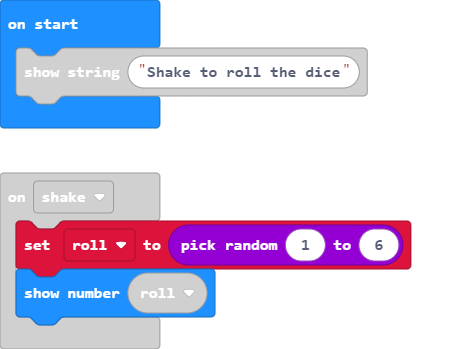 on start
show string "Shake to roll the dice"
on shake
set roll to pick random 1 to 6
show number roll